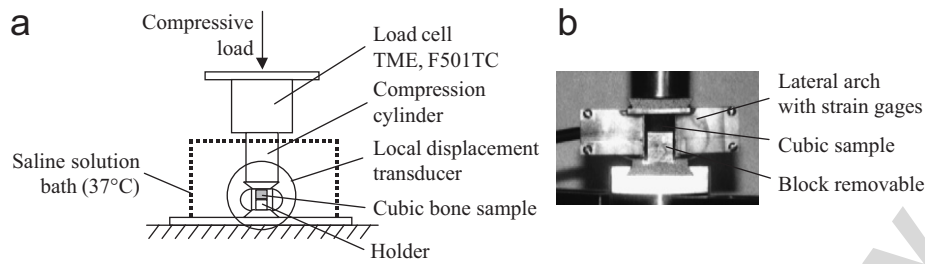 a
Compressive
load
Load cell
TME, F501TC
Compression
cylinder
Saline solution
bath (37°C)
Local displacement
transducer
Cubic bone sample
Holder
b
Lateral arch
with strain gages
Cubic sample
Block removable